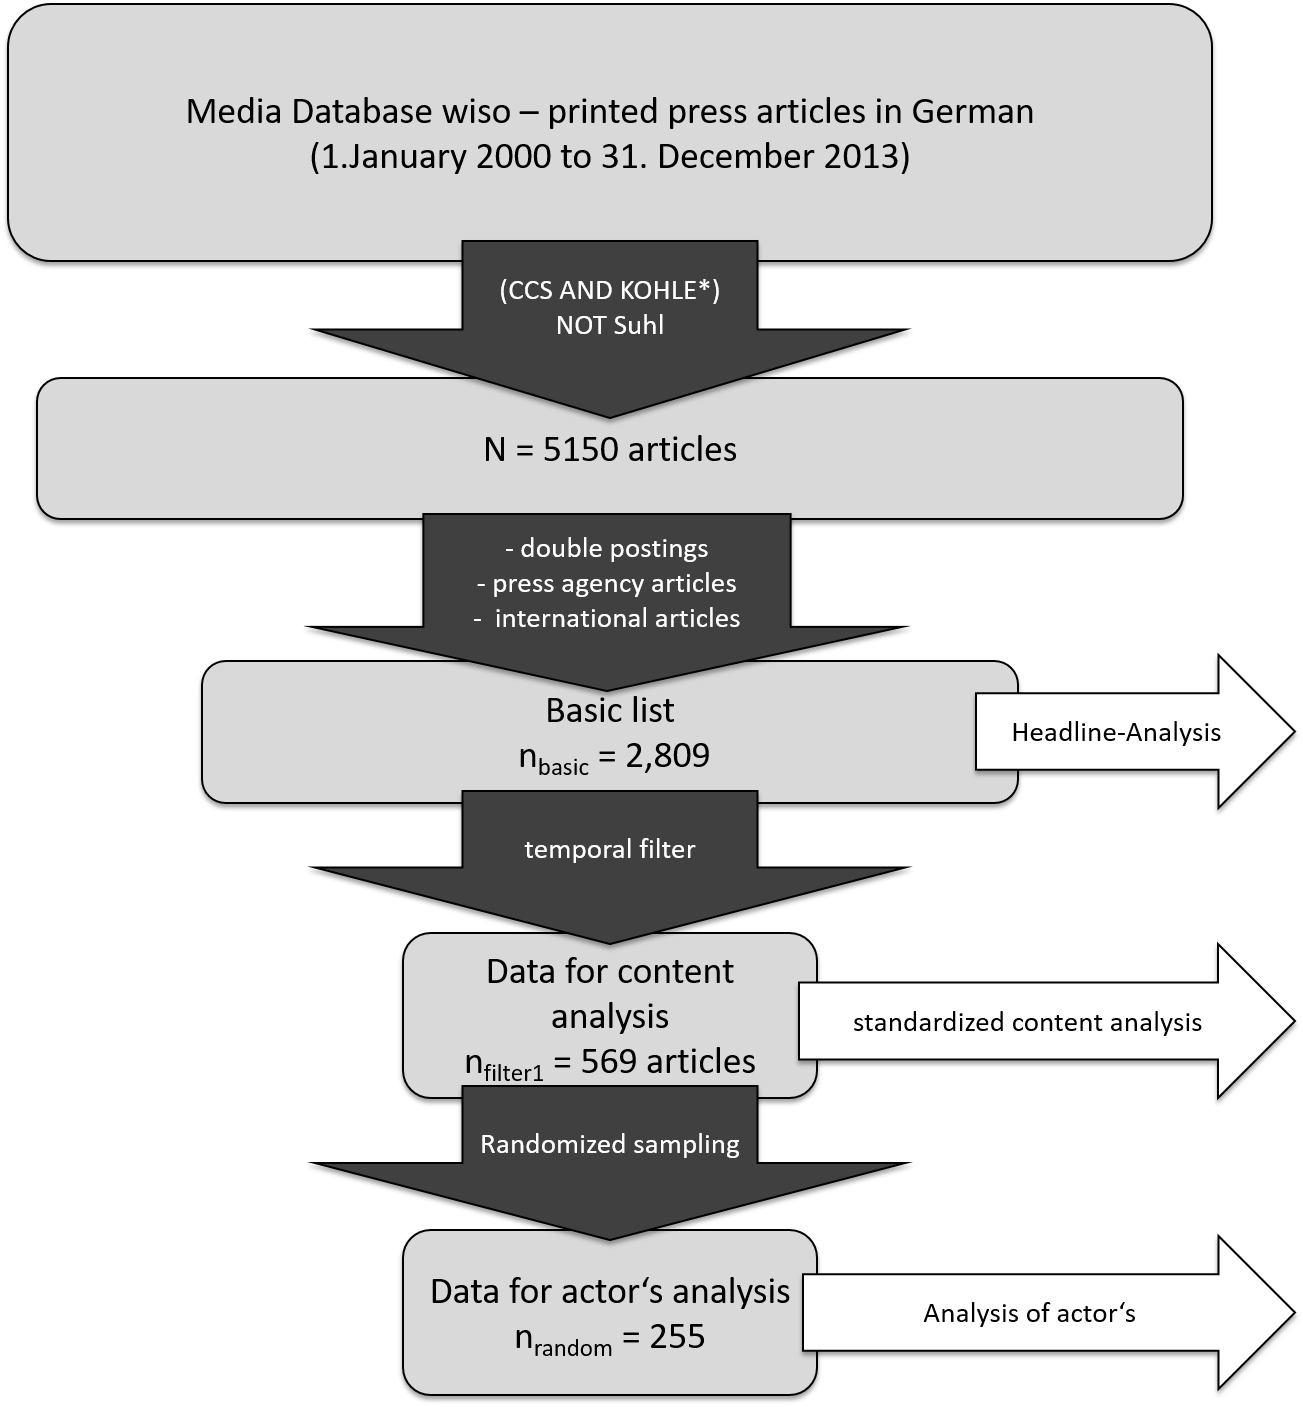 Media Database wiso – printed press articles in German
(1.January 2000 to 31. December 2013)
(CCS AND KOHLE*)
NOT Suhl
N = 5150 articles
- double postings
- press agency articles
-  international articles
Basic list
nbasic = 2,809
Headline-Analysis
temporal filter
Data for content
analysis
nfilter1 = 569 articles
standardized content analysis
Randomized sampling
Data for actor‘s analysis
nrandom = 255
Analysis of actor‘s